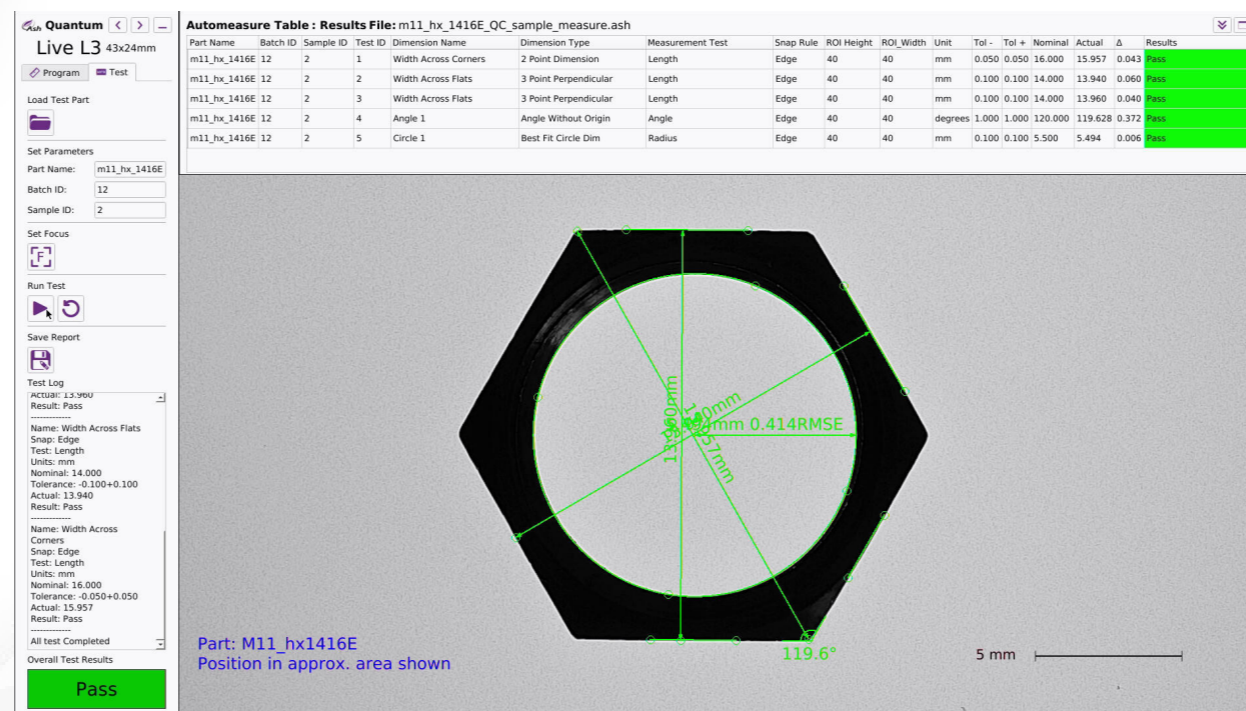 Ash Quantum
Live L3 43x24mm
Program Test
Load Test Part
Set Parameters
Part Name: m11_hx_1416E
Batch ID: 12
Sample ID: 2
Set Focus
F
Run Test
Save Report
Test Log
Actual: 13.960
Result: Pass
-------------
Name: Width Across Flats
Snap: Edge
Test: Length
Units: mm
Nominal: 14.000
Tolerance: -0.100+0.100
Actual: 13.940
Result: Pass
-------------
Name: Width Across
Corners
Snap: Edge
Test: Length
Units: mm
Nominal: 16.000
Tolerance: -0.050+0.050
Actual: 15.957
Result: Pass
-------------
All test Completed
Overall Test Results
Pass
Automeasure Table : Results File: m11_hx_1416E_QC_sample_measure.ash
Part Name Batch ID Sample ID Test ID Dimension Name Dimension Type Measurement Test Snap Rule ROI Height ROI_Width Unit Tol - Tol + Nominal Actual Δ Results
m11_hx_1416E 12 2 1 Width Across Corners 2 Point Dimension Length Edge 40 40 mm 0.050 0.050 16.000 15.957 0.043 Pass
m11_hx_1416E 12 2 2 Width Across Flats 3 Point Perpendicular Length Edge 40 40 mm 0.100 0.100 14.000 13.940 0.060 Pass
m11_hx_1416E 12 2 3 Width Across Flats 3 Point Perpendicular Length Edge 40 40 mm 0.100 0.100 14.000 13.960 0.040 Pass
m11_hx_1416E 12 2 4 Angle 1 Angle Without Origin Angle Edge 40 40 degrees 1.000 1.000 120.000 119.628 0.372 Pass
m11_hx_1416E 12 2 5 Circle 1 Best Fit Circle Dim Radius Edge 40 40 mm 0.100 0.100 5.500 5.494 0.006 Pass
0.414RMSE
119.6°
Part: M11_hx1416E
Position in approx. area shown
5 mm